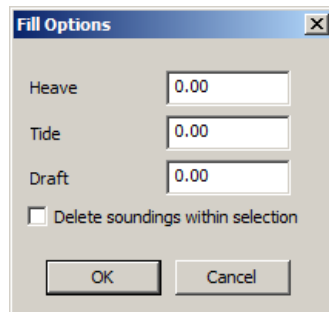 Fill Options
Heave 0.00
Tide 0.00
Draft 0.00
Delete soundings within selection
OK Cancel